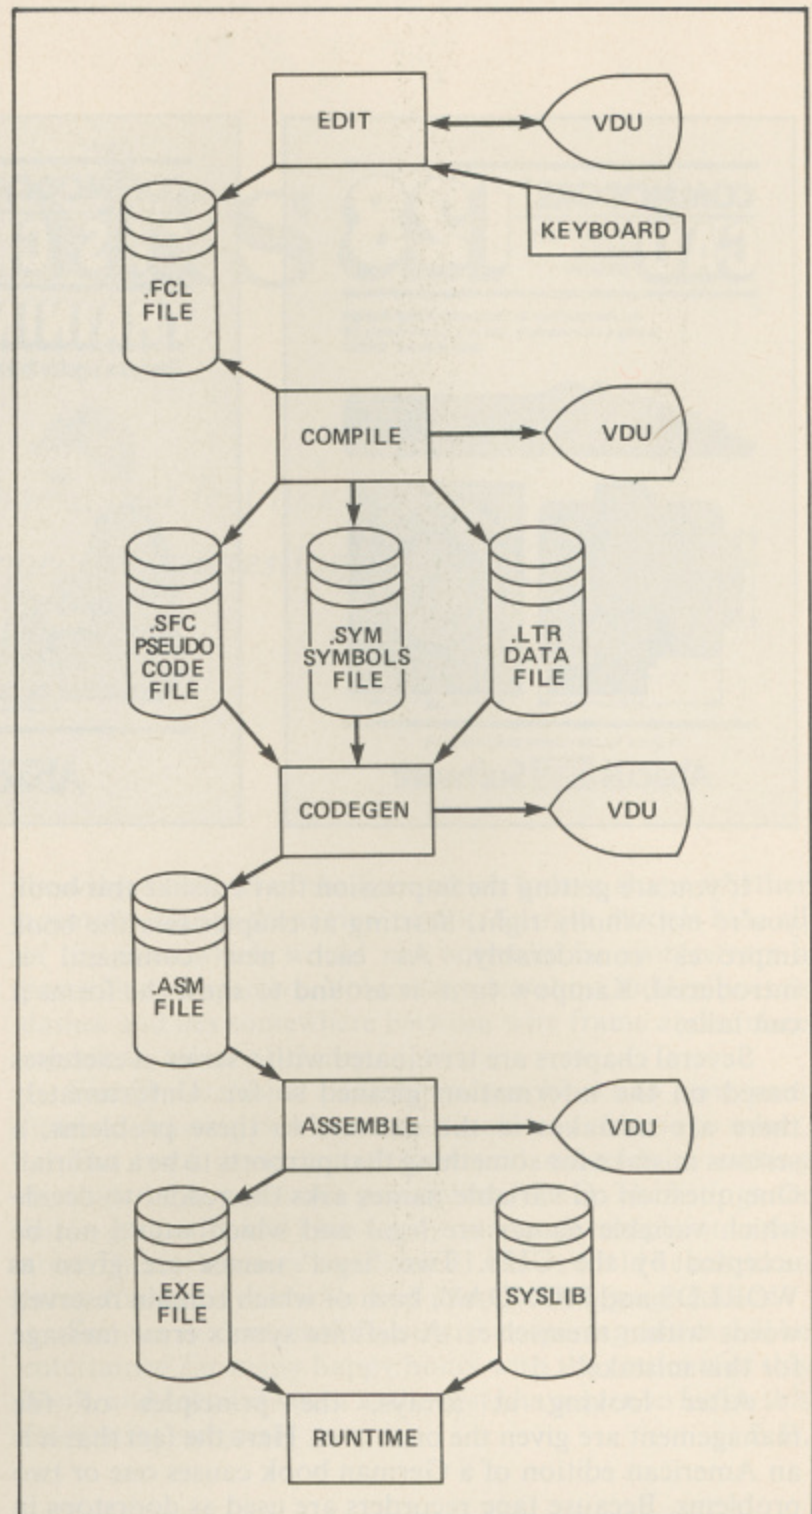 EDIT
VDU
KEYBOARD
.FCL
FILE
COMPILE
VDU
.SFC
PSEUDO
CODE
FILE
.SYM
SYMBOLS
FILE
.LTR
DATA
FILE
CODEGEN
VDU
.ASM
FILE
ASSEMBLE
VDU
.EXE
FILE
SYSLIB
RUNTIME